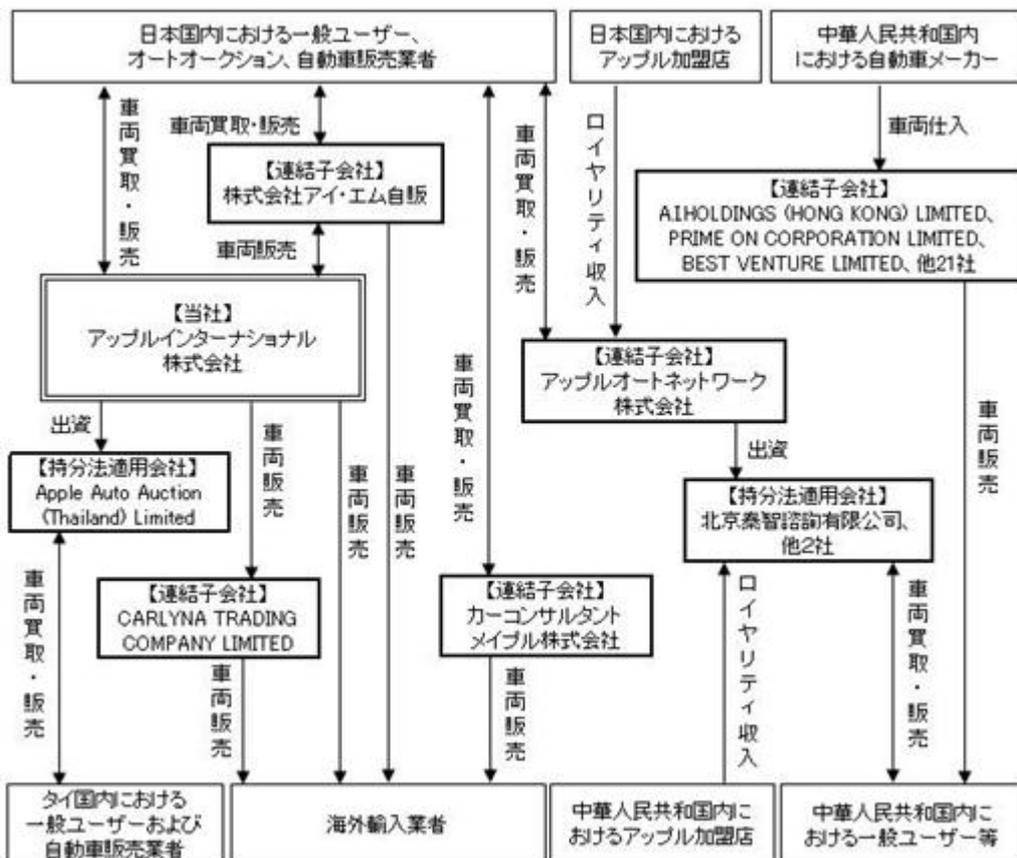 日本国内における一般ユーザー、
オートオークション、自動車販売業者
日本国内における
アップル加盟店
中華人民共和国内
における自動車メーカー
車両買取・販売
車両買取・販売
車両買取・販売
車両買取・販売
ロイヤリティ収入
車両仕入
【連結子会社】
株式会社アイ・エム自販
【連結子会社】
A.I.HOLDINGS (HONG KONG) LIMITED、
PRIME ON CORPORATION LIMITED、
BEST VENTURE LIMITED、他21社
車両販売
【当社】
アップルインターナショナル
株式会社
【連結子会社】
アップルオートネットワーク
株式会社
出資
車両販売
車両販売
車両販売
出資
車両販売
【持分法適用会社】
Apple Auto Auction
(Thailand) Limited
【持分法適用会社】
北京泰智諮詢有限公司、
他2社
【連結子会社】
CARLYNA TRADING
COMPANY LIMITED
【連結子会社】
カーコンサルタント
メイプル株式会社
車両買取・販売
車両販売
車両販売
ロイヤリティ収入
車両買取・販売
タイ国内における
一般ユーザーおよび
自動車販売業者
海外輸入業者
中華人民共和国内に
おけるアップル加盟店
中華人民共和国内に
おける一般ユーザー等